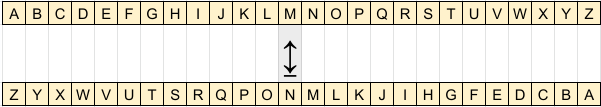 A B C D E F G H I J K L M N O P Q R S T U V W X Y Z
Z Y X W V U T S R Q P O N M L K J I H G F E D C B A